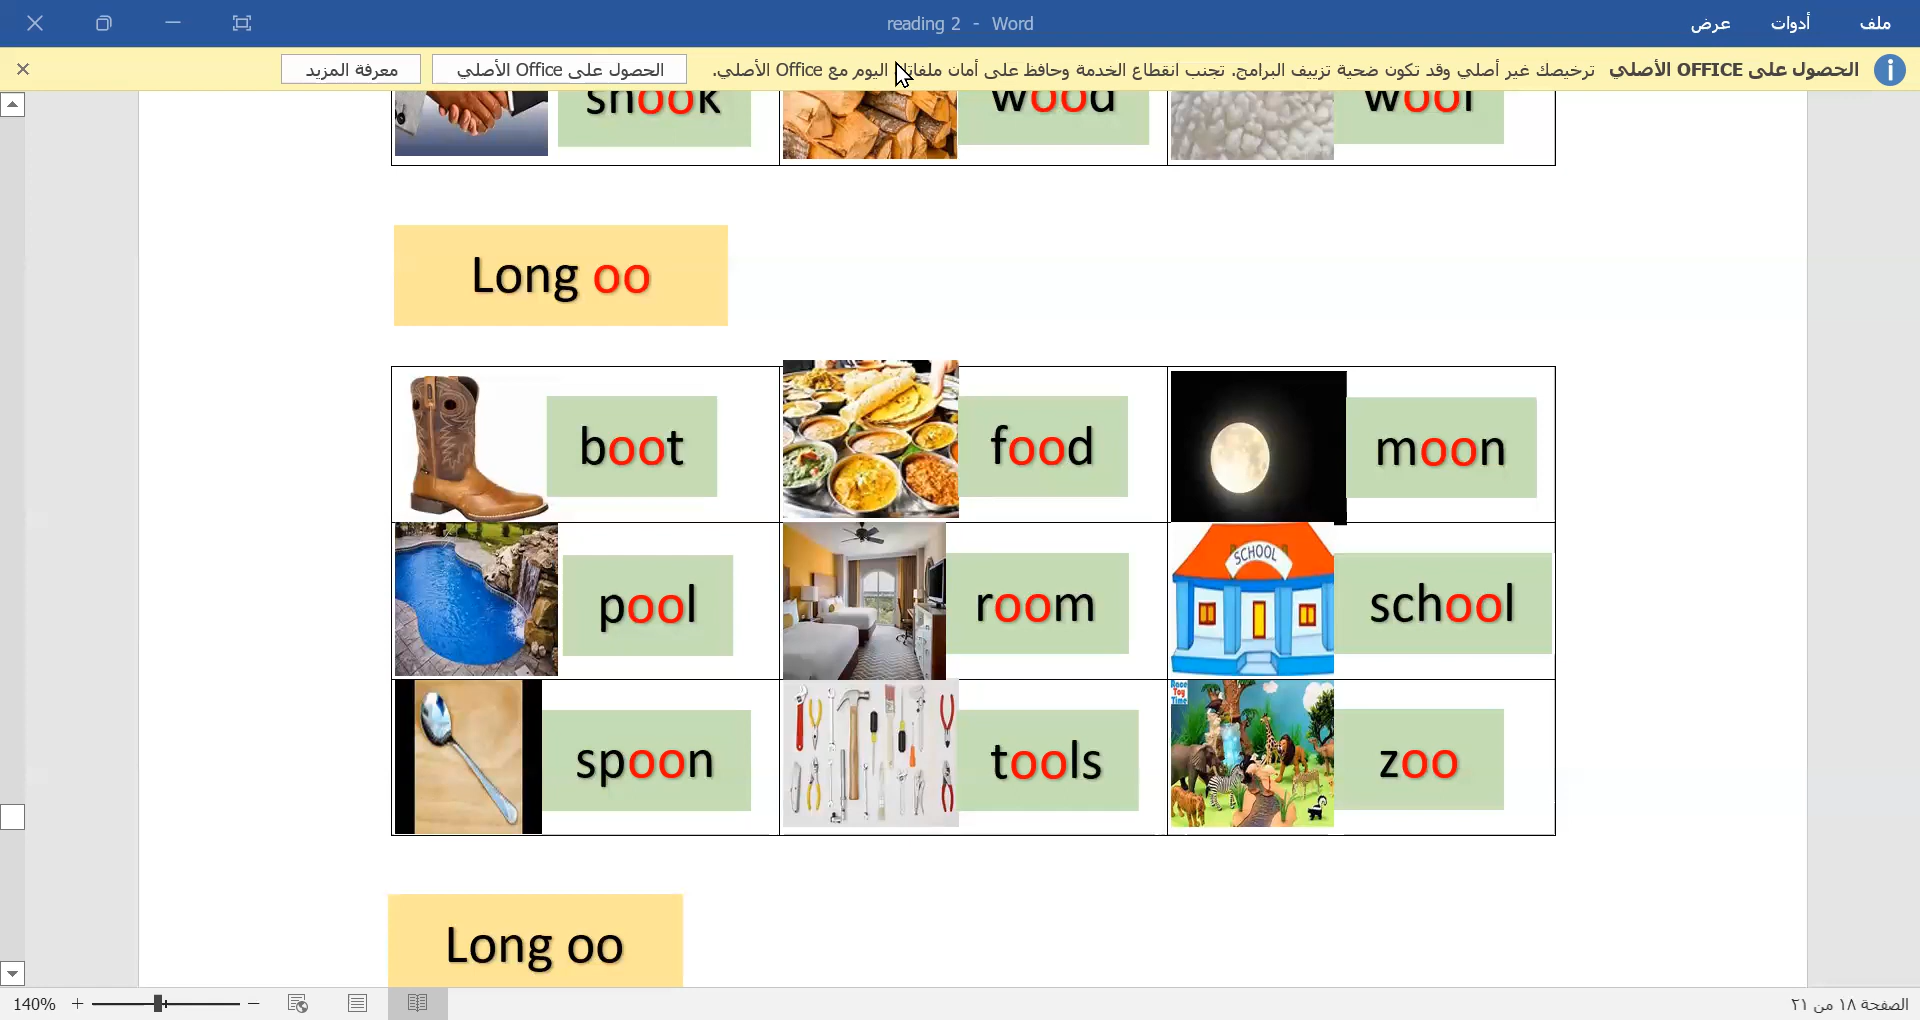 reading 2 - Word
ملف
أدوات
عرض
الحصول على OFFICE الأصلي
ترخيصك غير أصلي وقد تكون ضحية تزييف البرامج. تجنب انقطاع الخدمة وحافظ على أمان ملفاتك اليوم مع Office الأصلي.
الحصول على Office الأصلي
معرفة المزيد
shook wood wool
Long oo
boot food moon
pool room school
SCHOOL
spoon tools zoo
Race
Toy
Time
Long oo
140%
الصفحة ١٨ من ٢١